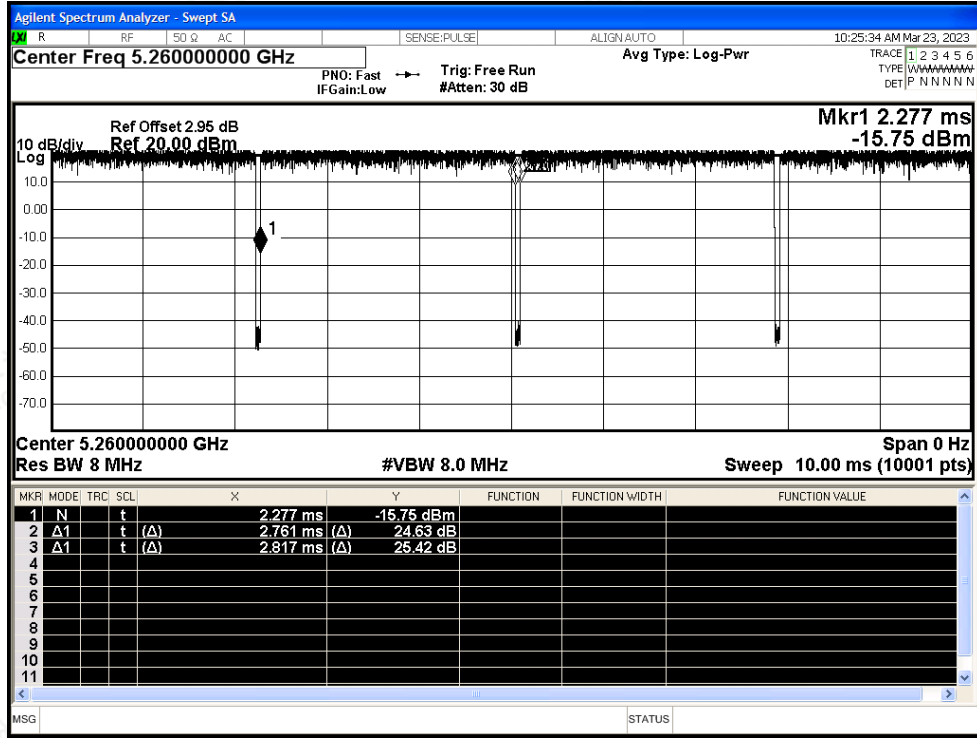 Agilent Spectrum Analyzer - Swept SA
LXI R RF 50 Ω AC SENSE:PULSE ALIGN AUTO 10:25:34 AM Mar 23, 2023
Center Freq 5.260000000 GHz
PNO: Fast
IFGain:Low
Trig: Free Run
#Atten: 30 dB
Avg Type: Log-Pwr
TRACE 1 2 3 4 5 6
TYPE
DET P N N N N N
Ref Offset 2.95 dB
10 dB/div Ref 20.00 dBm
Log
Mkr1 2.277 ms
-15.75 dBm
10.0
0.00
-10.0
-20.0
-30.0
-40.0
-50.0
-60.0
-70.0
1
Center 5.260000000 GHz Span 0 Hz
Res BW 8 MHz #VBW 8.0 MHz Sweep 10.00 ms (10001 pts)
MKR MODE TRC SCL X Y FUNCTION FUNCTION WIDTH FUNCTION VALUE
1 N t 2.277 ms -15.75 dBm
2 Δ1 t (Δ) 2.761 ms (Δ) 24.63 dB
3 Δ1 t (Δ) 2.817 ms (Δ) 25.42 dB
4
5
6
7
8
9
10
11
MSG STATUS